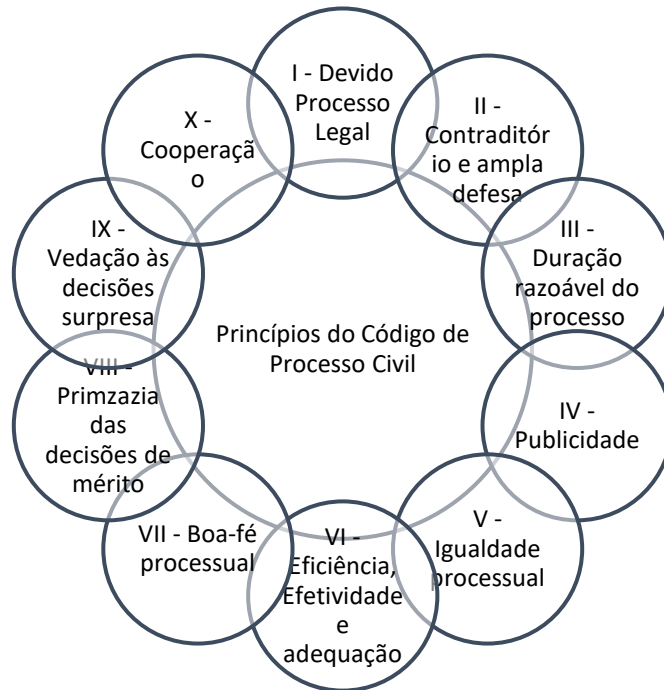 I - Devido
Processo
Legal
II -
Contraditór
io e ampla
defesa
III -
Duração
razoável do
processo
IV -
Publicidade
V -
Igualdade
processual
VI -
Eficiência,
Efetividade
e
adequação
VII - Boa-fé
processual
VIII -
Primzazia
das
decisões de
mérito
IX -
Vedação às
decisões
surpresa
X -
Cooperaçã
o
Princípios do Código de
Processo Civil